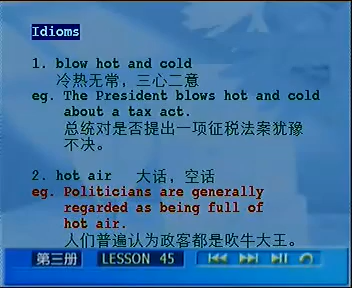 Idioms
1. blow hot and cold
冷热无常，三心二意
eg. The President blows hot and cold
about a tax act.
总统对是否提出一项征税法案犹豫
不决。
2. hot air 大话，空话
eg. Politicians are generally
regarded as being full of
hot air.
人们普遍认为政客都是吹牛大王。
第三册 LESSON 45